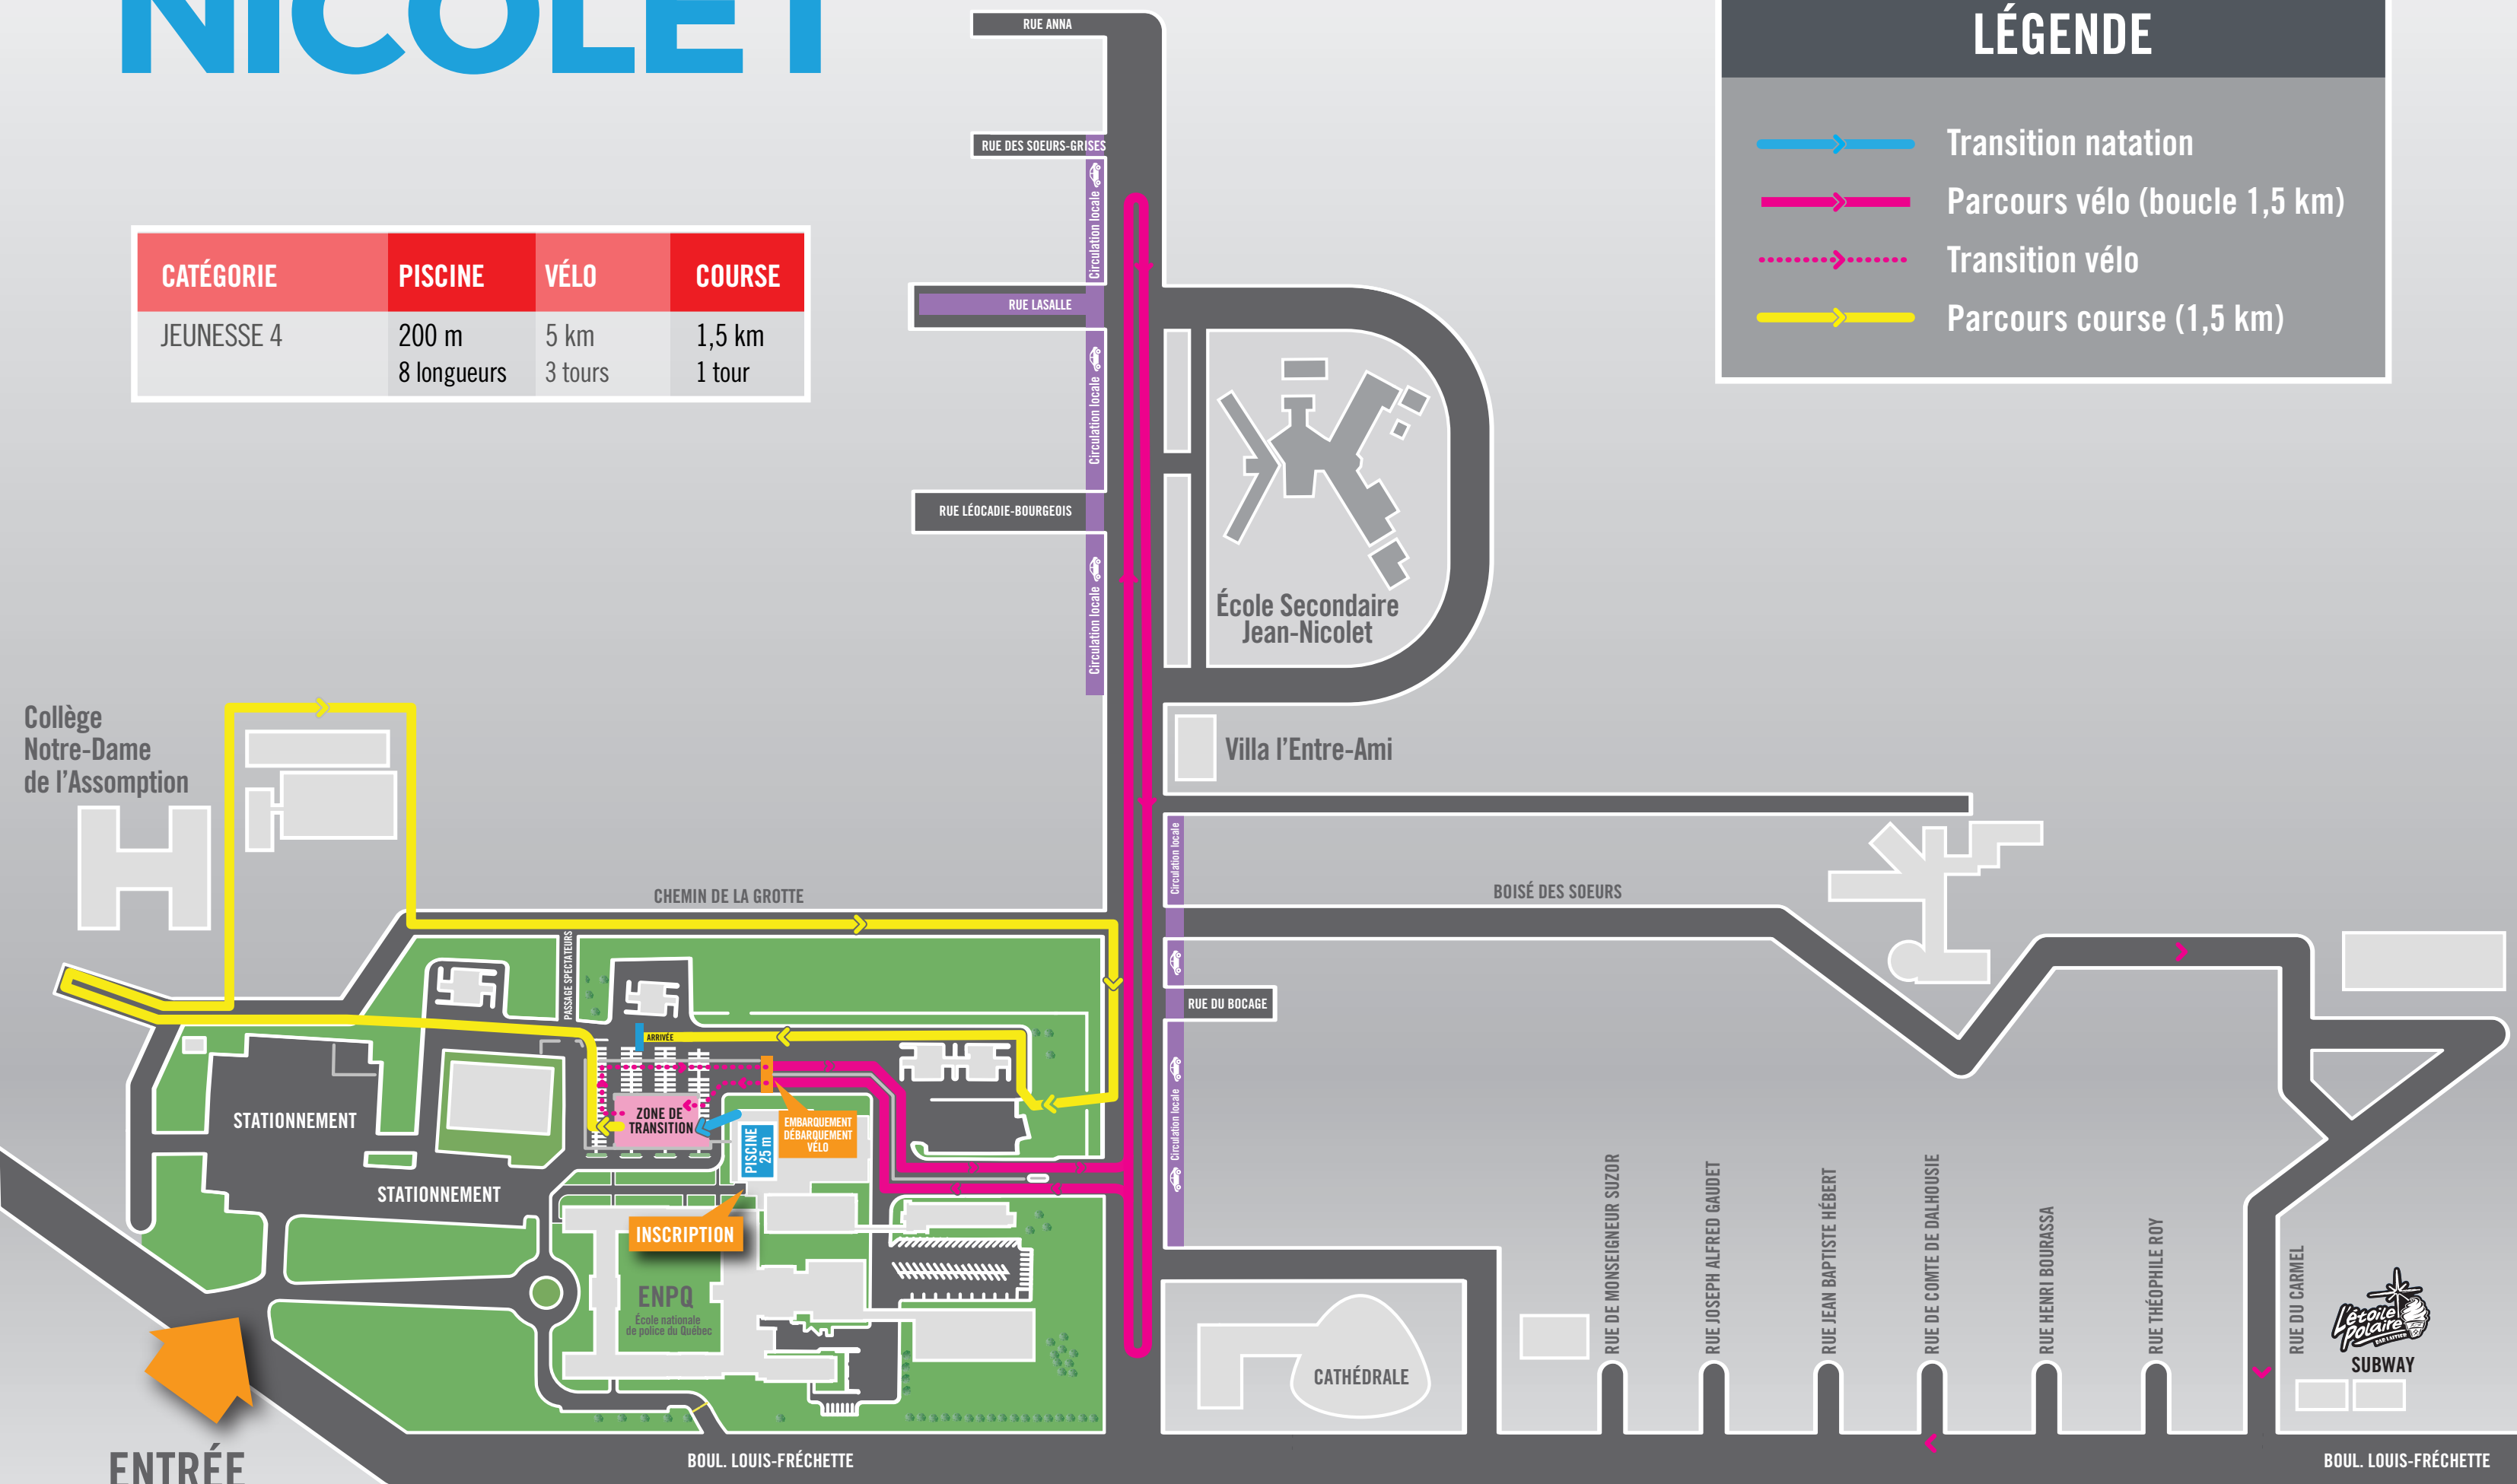 NICOLET
CATÉGORIE PISCINE VÉLO COURSE
JEUNESSE 4 200 m 5 km 1,5 km
8 longueurs 3 tours 1 tour
LÉGENDE
Transition natation
Parcours vélo (boucle 1,5 km)
Transition vélo
Parcours course (1,5 km)
RUE ANNA
RUE DES SOEURS-GRISES
Circulation locale
RUE LASALLE
Circulation locale
RUE LÉOCADIE-BOURGEOIS
Circulation locale
École Secondaire
Jean-Nicolet
Villa l'Entre-Ami
Collège
Notre-Dame
de l'Assomption
CHEMIN DE LA GROTTE
Circulation locale
BOISÉ DES SOEURS
PASSAGE SPECTATEURS
RUE DU BOCAGE
ARRIVÉE
Circulation locale
STATIONNEMENT
ZONE DE
TRANSITION
PISCINE
25 m
EMBARQUEMENT
DÉBARQUEMENT
VÉLO
STATIONNEMENT
INSCRIPTION
ENPQ
École nationale
de police du Québec
CATHÉDRALE
RUE DE MONSEIGNEUR SUZOR
RUE JOSEPH ALFRED GAUDET
RUE JEAN BAPTISTE HÉBERT
RUE DE COMTE DE DALHOUSIE
RUE HENRI BOURASSA
RUE THÉOPHILE ROY
RUE DU CARMEL
L'étoile
Polaire
BAR LAITIER
SUBWAY
ENTRÉE
BOUL. LOUIS-FRÉCHETTE
BOUL. LOUIS-FRÉCHETTE